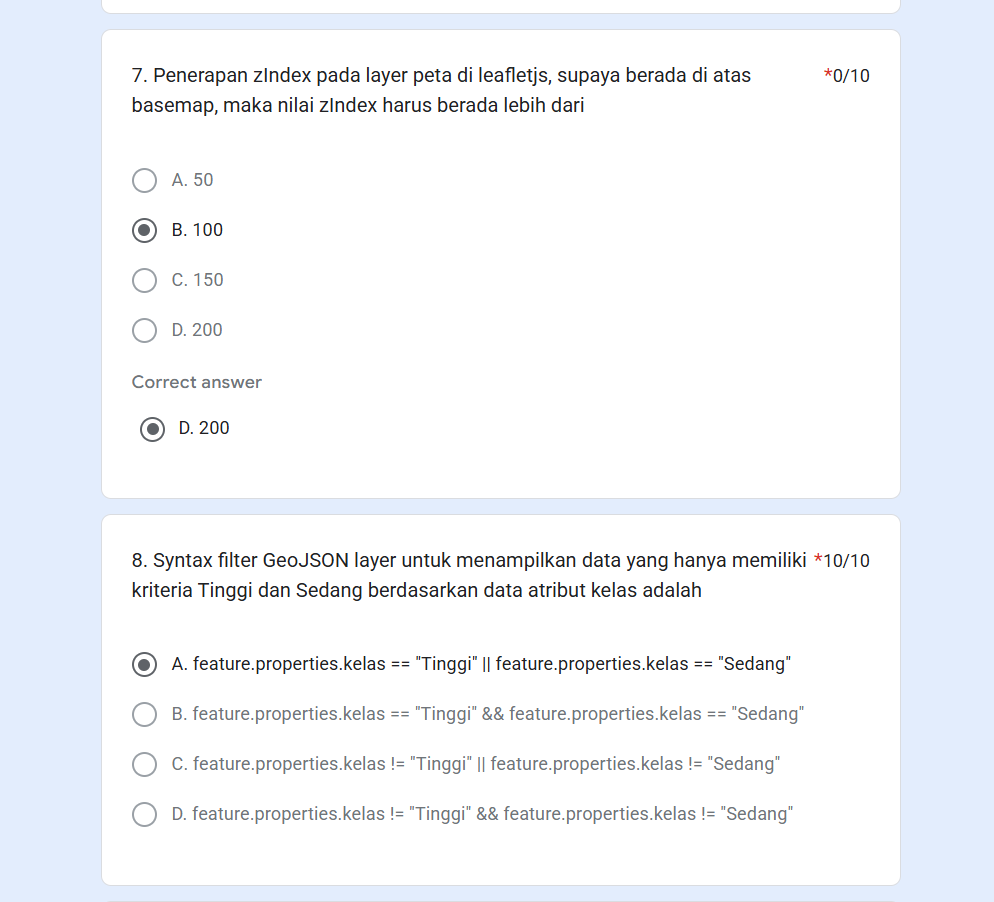 7. Penerapan zIndex pada layer peta di leafletjs, supaya berada di atas *0/10
basemap, maka nilai zIndex harus berada lebih dari
A. 50
B. 100
C. 150
D. 200
Correct answer
D. 200
8. Syntax filter GeoJSON layer untuk menampilkan data yang hanya memiliki *10/10
kriteria Tinggi dan Sedang berdasarkan data atribut kelas adalah
A. feature.properties.kelas == "Tinggi" || feature.properties.kelas == "Sedang"
B. feature.properties.kelas == "Tinggi" && feature.properties.kelas == "Sedang"
C. feature.properties.kelas != "Tinggi" || feature.properties.kelas != "Sedang"
D. feature.properties.kelas != "Tinggi" && feature.properties.kelas != "Sedang"